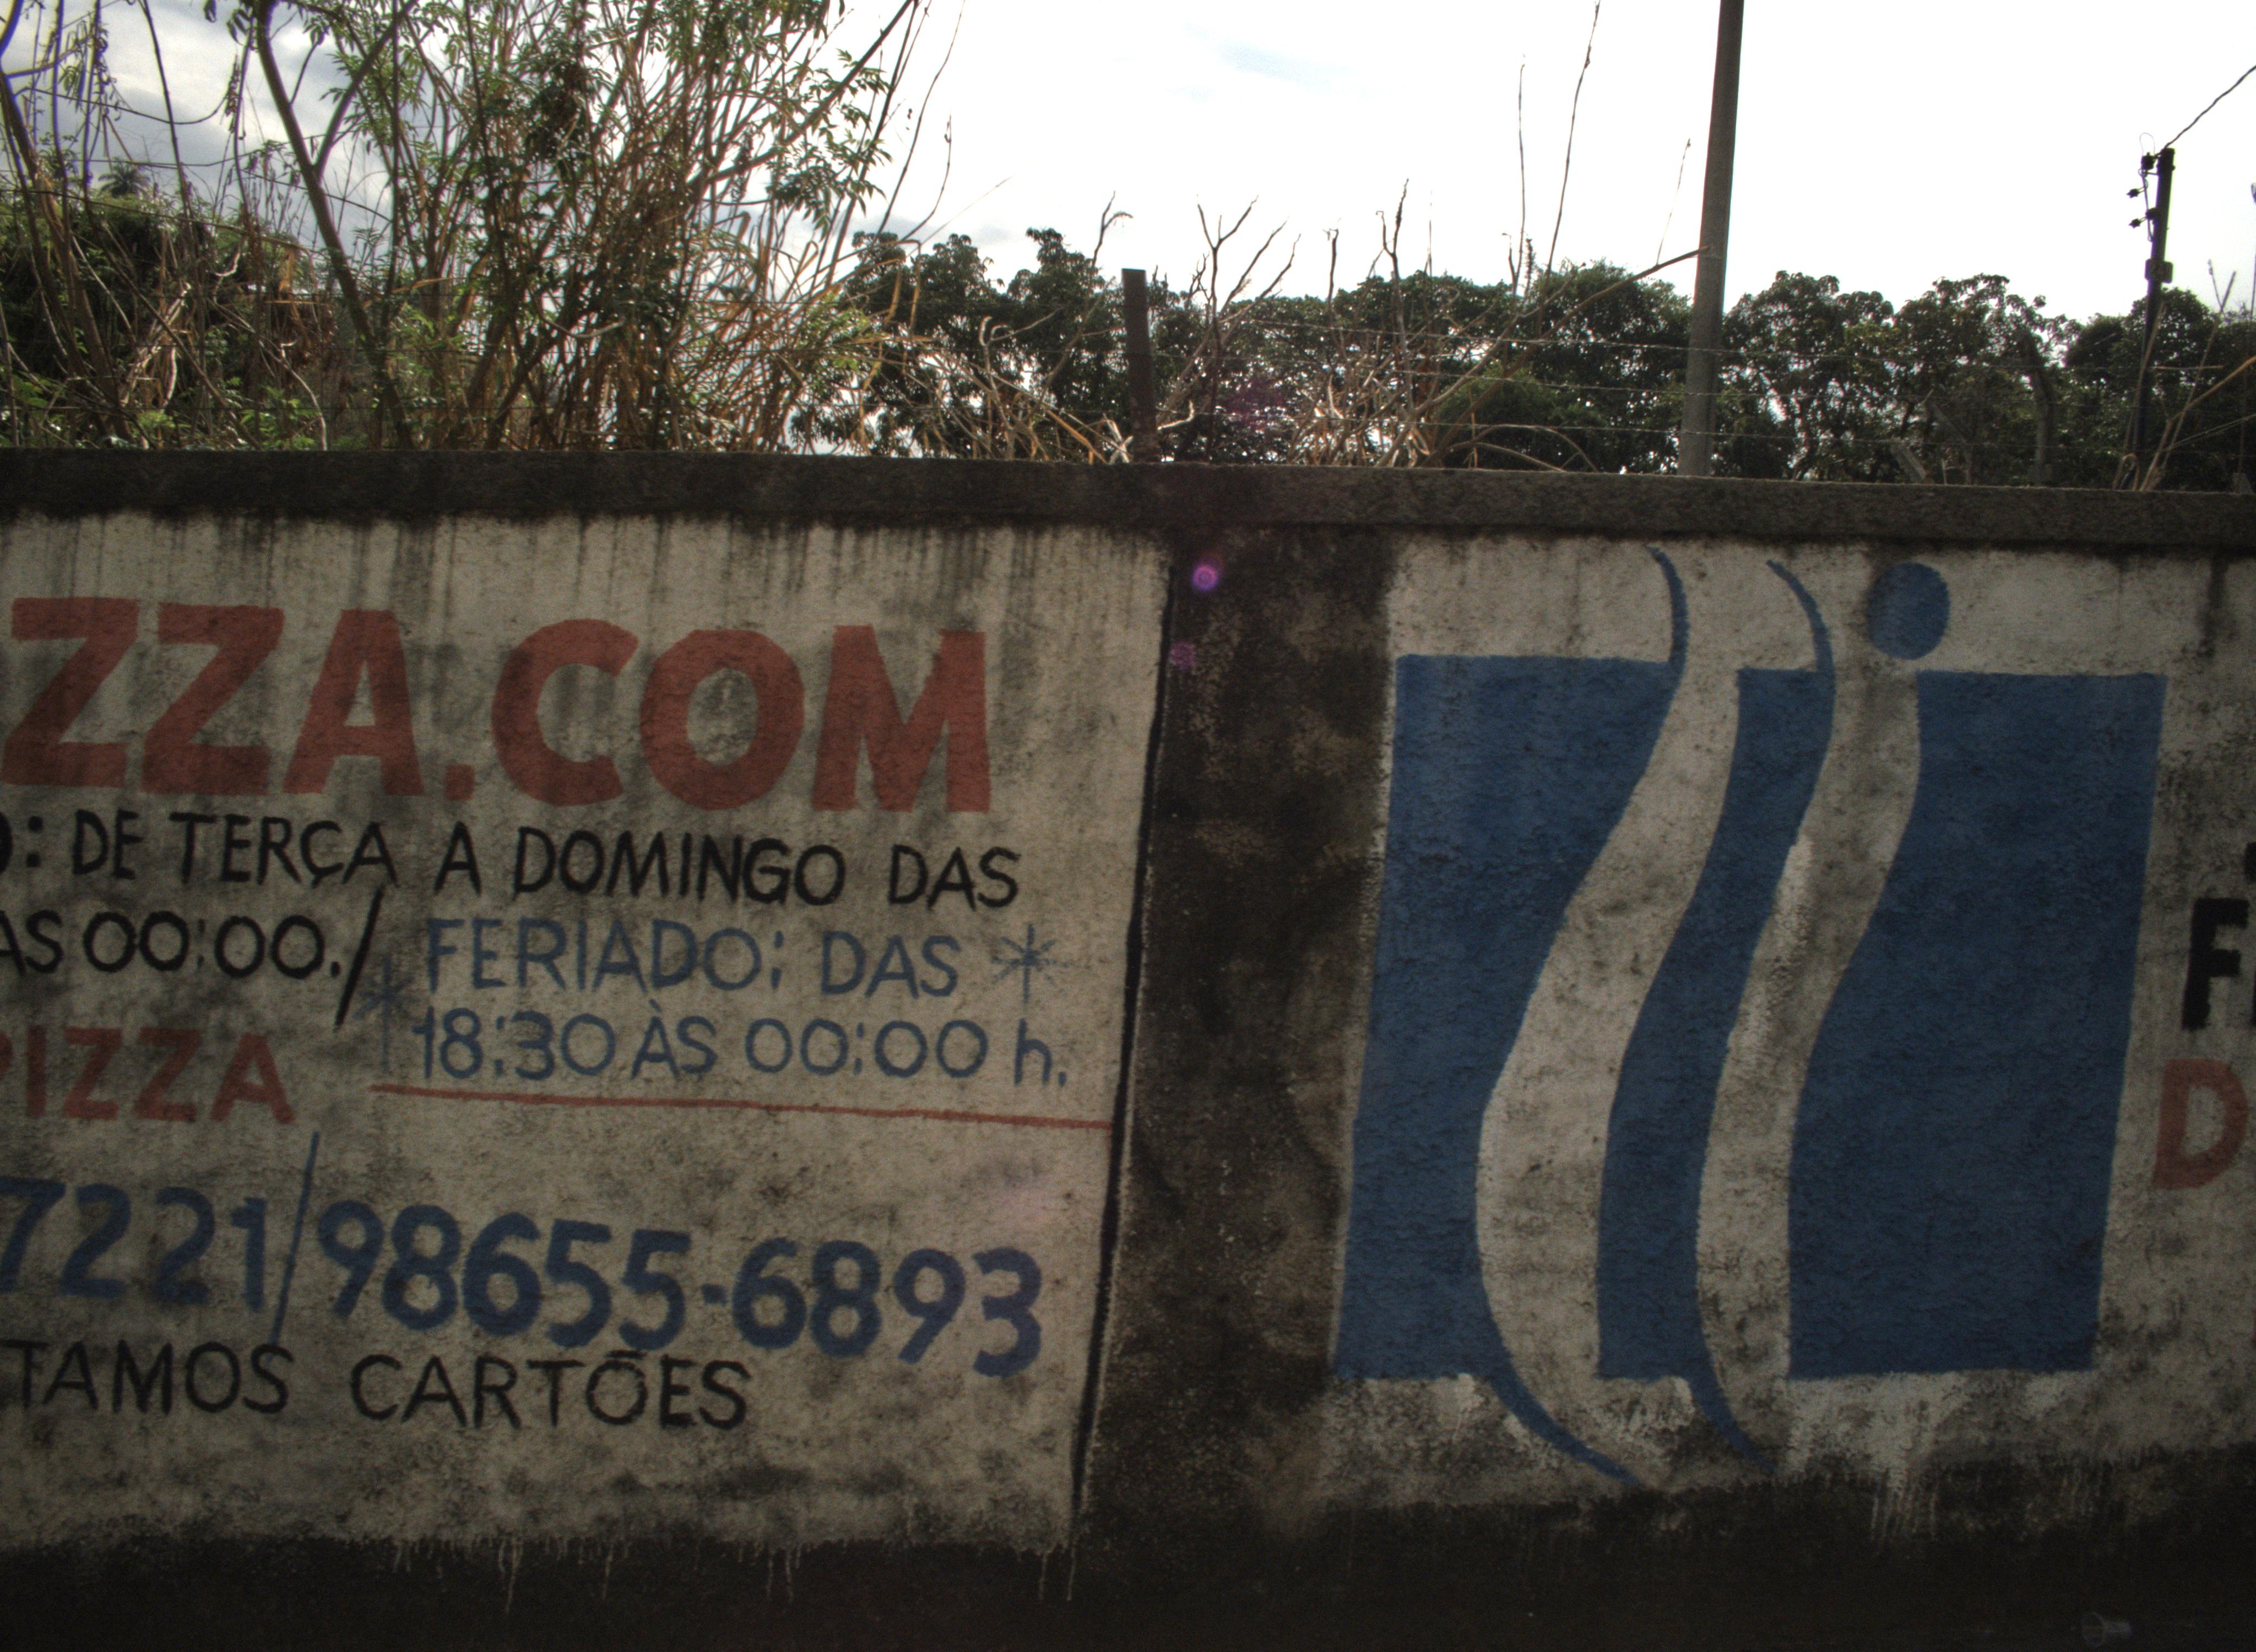 ZZA.COM
: DE TERÇA A DOMINGO DAS
ÀS 00:00./
FERIADO: DAS *
* 18:30 ÀS 00:00 h.
PIZZA
7221/98655-6893
TAMOS CARTÕES
F
D